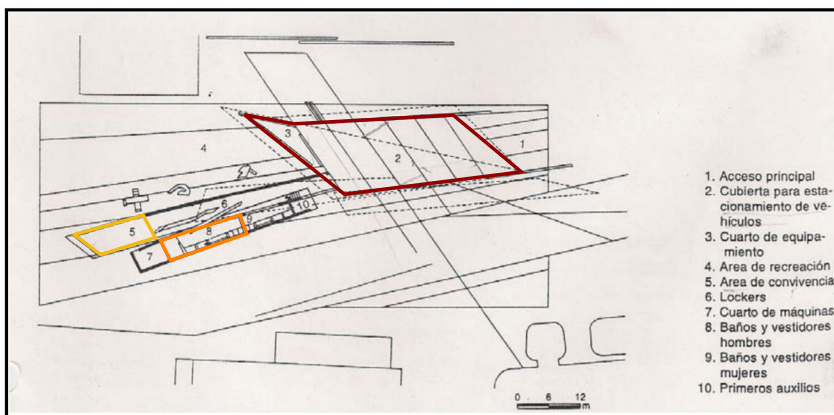 4
3
2
1
6
5
8
9
10
7
1. Acceso principal
2. Cubierta para esta-
cionamiento de vé-
hículos
3. Cuarto de equipa-
miento
4. Area de recreación
5. Area de convivencia
6. Lockers
7. Cuarto de máquinas
8. Baños y vestidores
hombres
9. Baños y vestidores
mujeres
10. Primeros auxilios
0 6 12
m